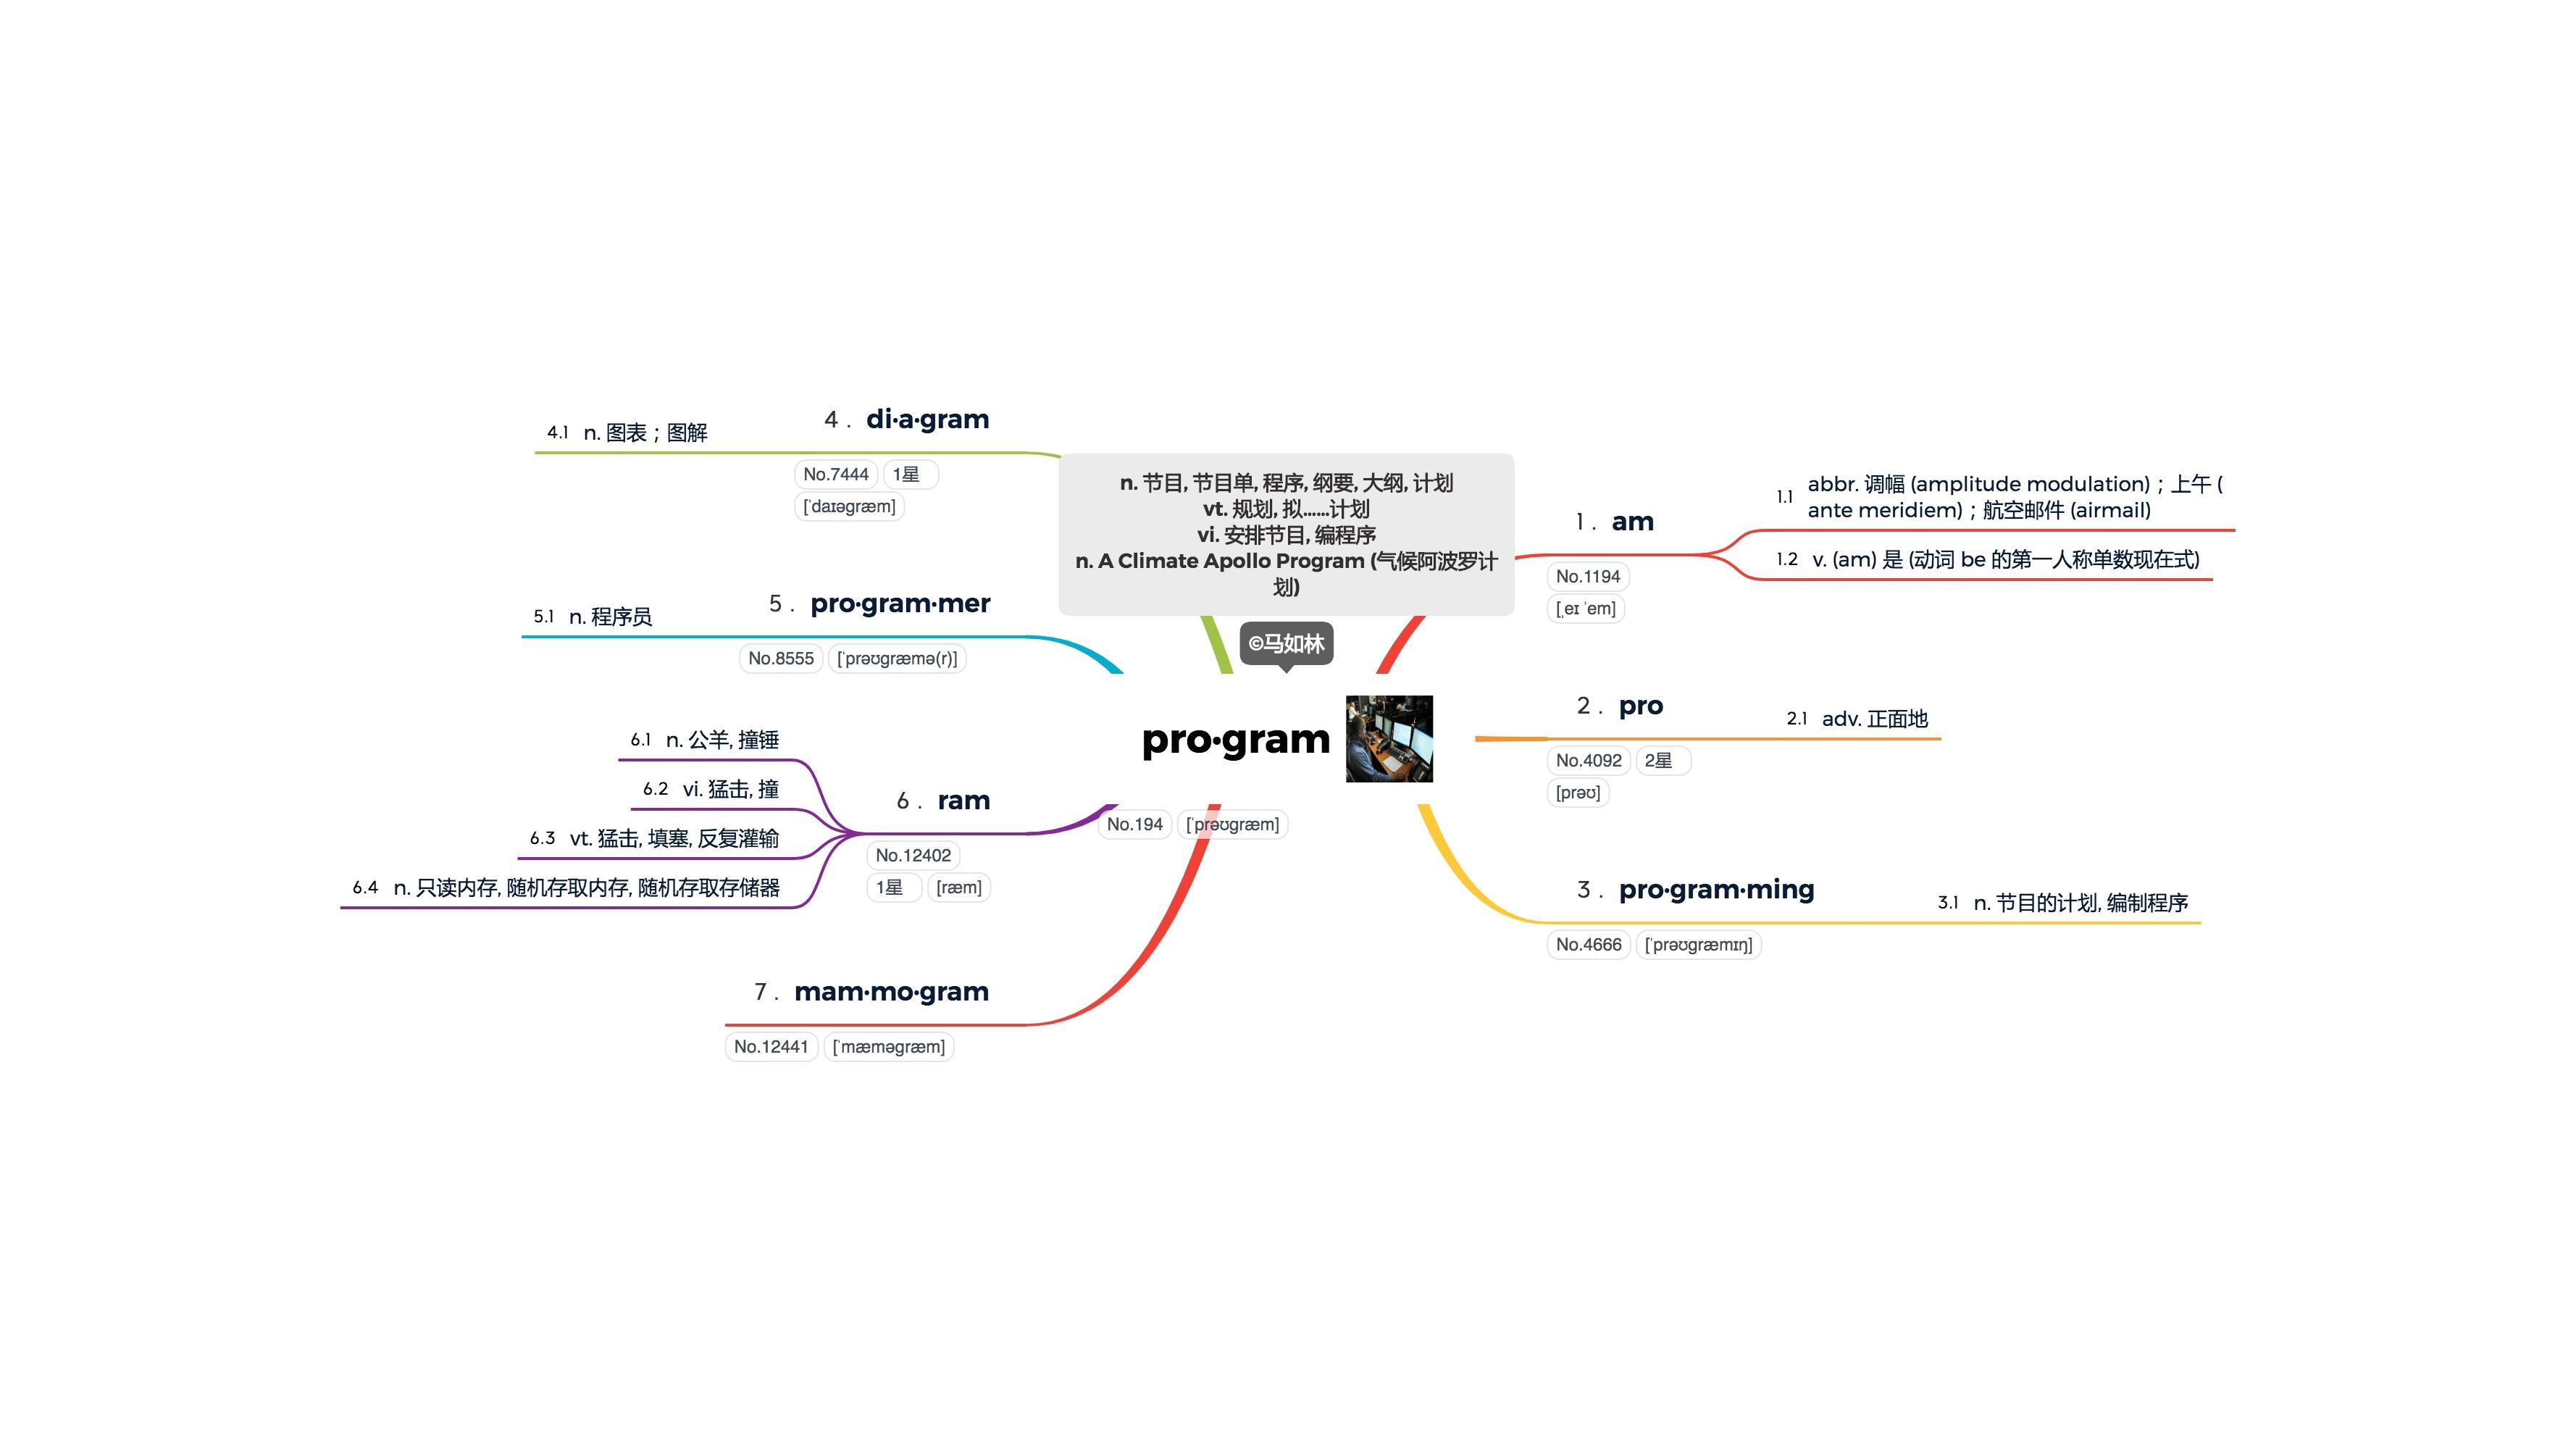 n. 节目, 节目单, 程序, 纲要, 大纲, 计划
vt. 规划, 拟……计划
vi. 安排节目, 编程序
n. A Climate Apollo Program (气候阿波罗计
划)
©马如林
pro·gram
No.194 [ˈprəʊɡræm]
1 . am
No.1194
[ˌeɪ ˈem]
1.1 abbr. 调幅 (amplitude modulation)；上午 (
ante meridiem)；航空邮件 (airmail)
1.2 v. (am) 是 (动词 be 的第一人称单数现在式)
2 . pro
No.4092 2星
[prəʊ]
2.1 adv. 正面地
3 . pro·gram·ming
No.4666 [ˈprəʊɡræmɪŋ]
3.1 n. 节目的计划, 编制程序
4 . di·a·gram
No.7444 1星
[ˈdaɪəɡræm]
4.1 n. 图表；图解
5 . pro·gram·mer
No.8555 [ˈprəʊɡræmə(r)]
5.1 n. 程序员
6 . ram
No.12402
1星 [ræm]
6.1 n. 公羊, 撞锤
6.2 vi. 猛击, 撞
6.3 vt. 猛击, 填塞, 反复灌输
6.4 n. 只读内存, 随机存取内存, 随机存取存储器
7 . mam·mo·gram
No.12441 [ˈmæməɡræm]